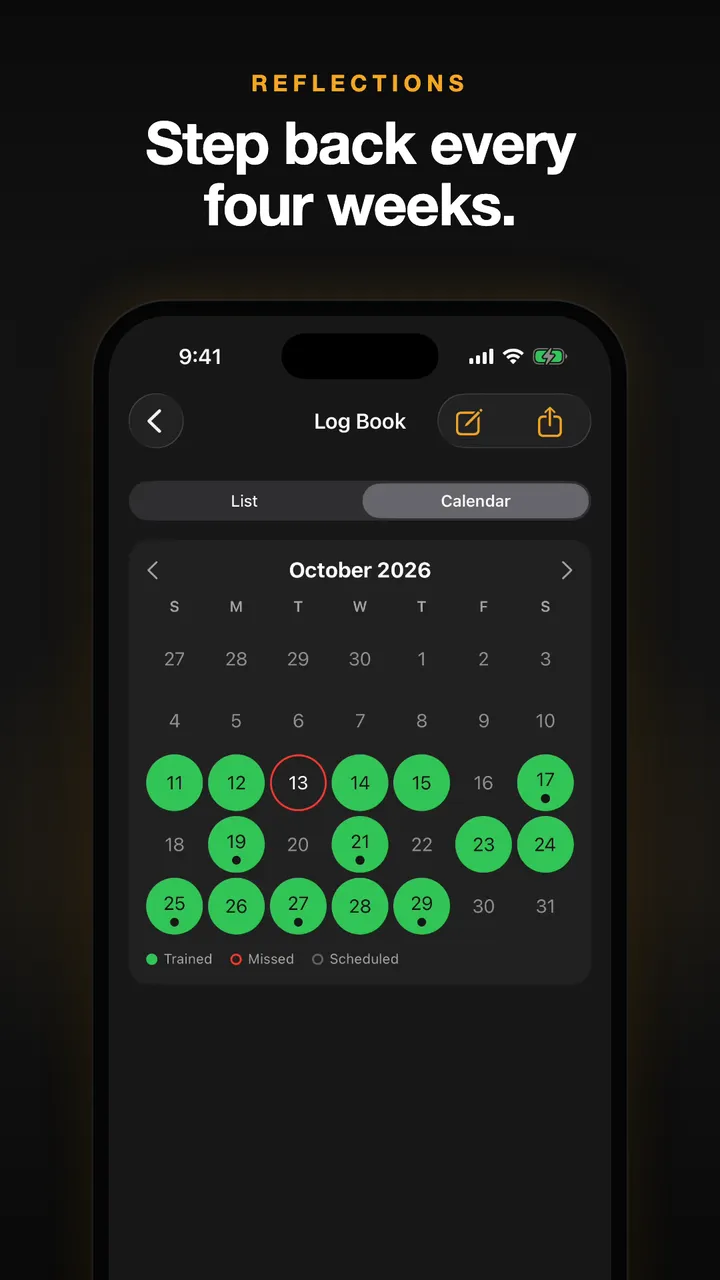 REFLECTIONS
Step back every
four weeks.
9:41
Log Book
List Calendar
October 2026
S M T W T F S
27 28 29 30 1 2 3
4 5 6 7 8 9 10
11 12 13 14 15 16 17
18 19 20 21 22 23 24
25 26 27 28 29 30 31
Trained Missed Scheduled